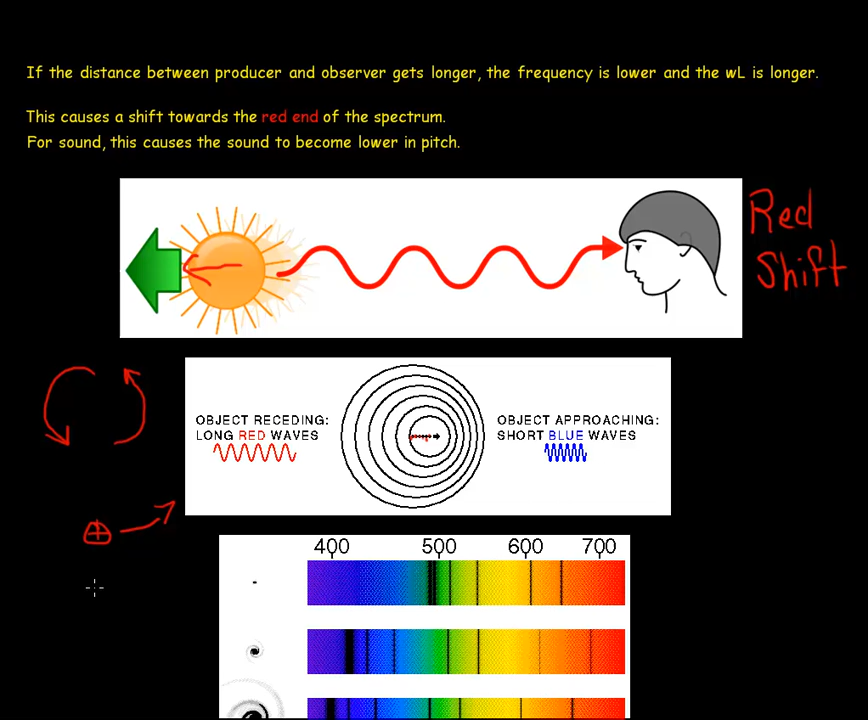 If the distance between producer and observer gets longer, the frequency is lower and the wL is longer.
This causes a shift towards the red end of the spectrum.
For sound, this causes the sound to become lower in pitch.
Red
Shift
OBJECT RECEDING:
LONG RED WAVES
OBJECT APPROACHING:
SHORT BLUE WAVES
400 500 600 700